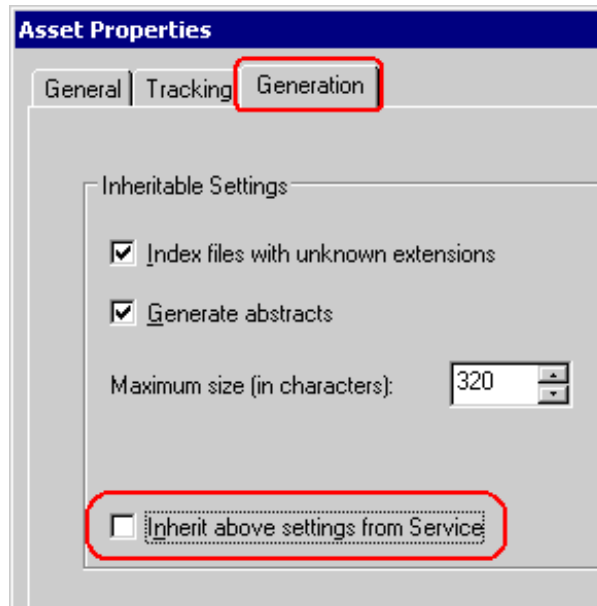 Asset Properties
General Tracking Generation
Inheritable Settings
Index files with unknown extensions
Generate abstracts
Maximum size (in characters): 320
Inherit above settings from Service